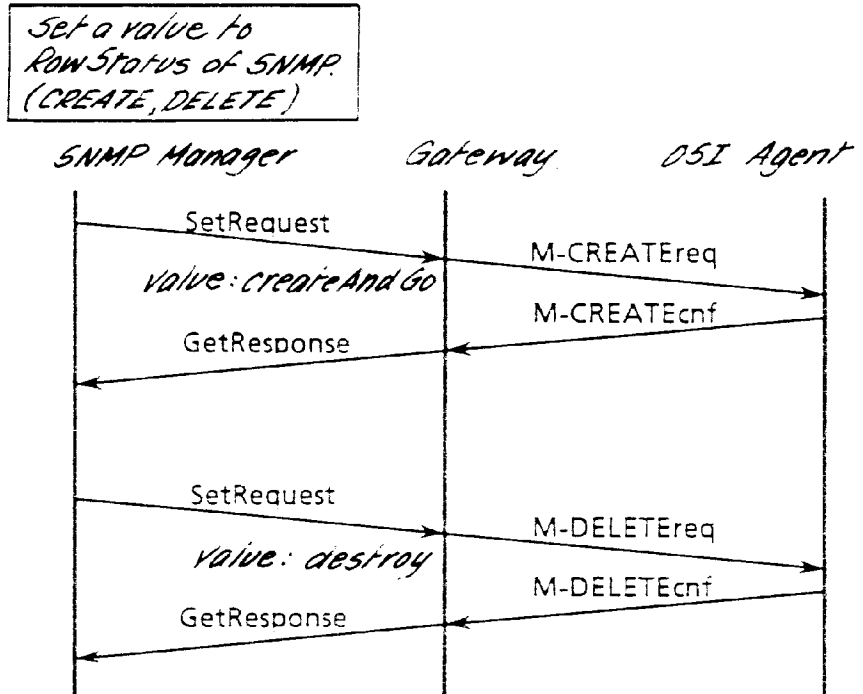 Set a value to
RowStatus of SNMP.
(CREATE, DELETE)
SNMP Manager Gateway OSI Agent
SetRequest
M-CREATEreq
value: createAndGo
M-CREATEcnf
GetResponse
SetRequest
M-DELETEreq
value: destroy
M-DELETEcnf
GetResponse